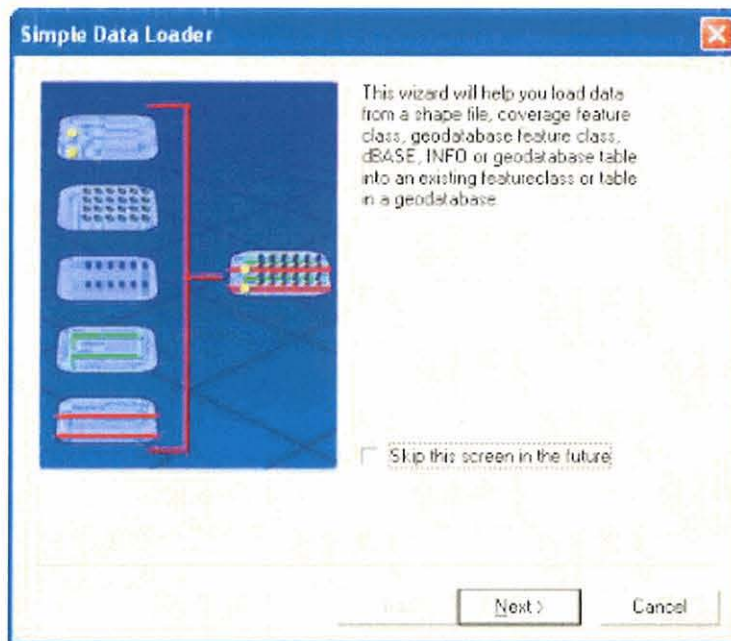 Simple Data Loader
This wizard will help you load data
from a shape file, coverage feature
class, geodatabase feature class,
dBASE, INFO or geodatabase table
into an existing featureclass or table
in a geodatabase.
Skip this screen in the future
Next >
Cancel